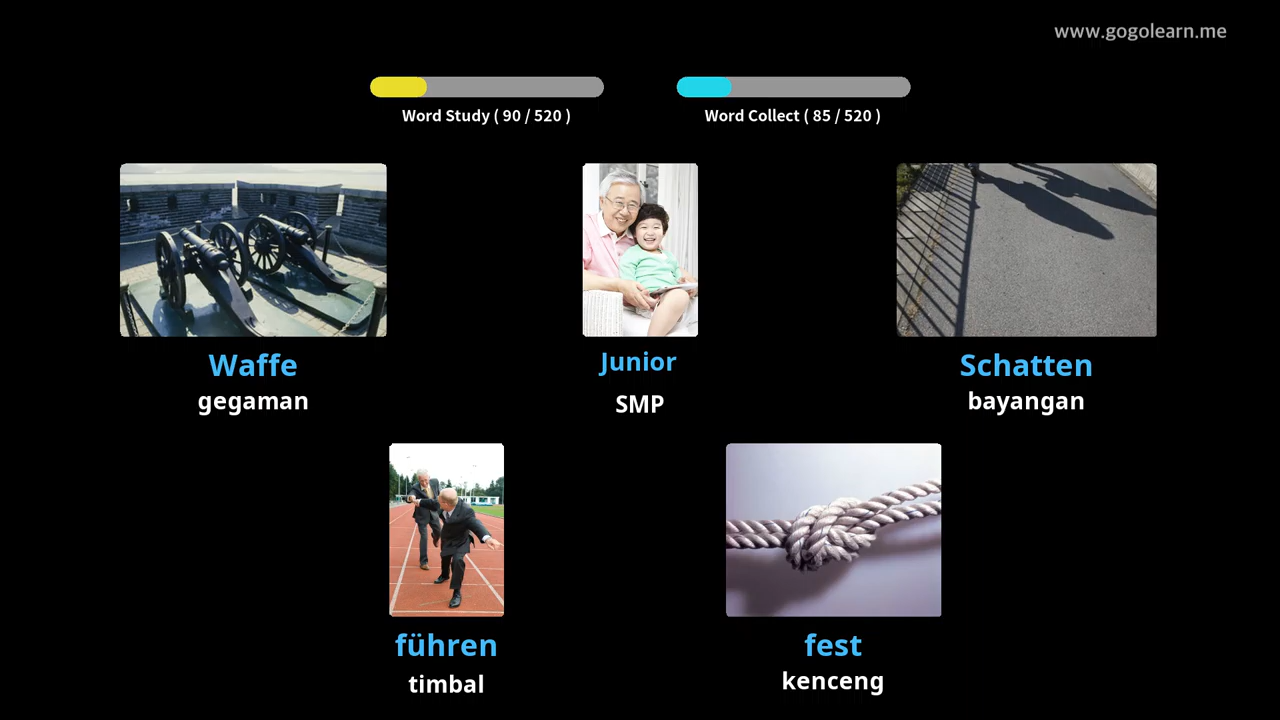 www.gogolearn.me
Word Study ( 90 / 520 )
Word Collect ( 85 / 520 )
Waffe
gegaman
Junior
SMP
Schatten
bayangan
führen
timbal
fest
kenceng